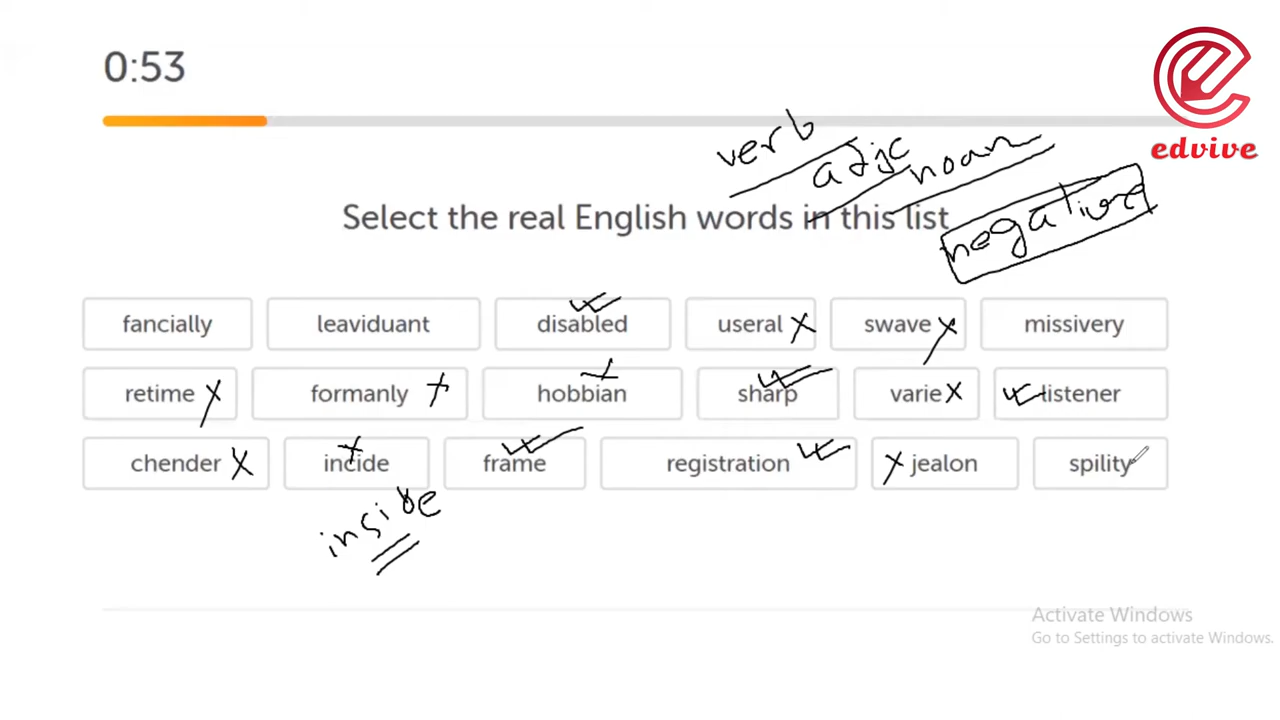 0:53
edvive
verb
adjc
noan
Select the real English words in this list
negative
fancially leaviduant disabled useral swave missivery
retime formanly hobbian sharp varie listener
chender incide frame registration jealon spility
inside
Activate Windows
Go to Settings to activate Windows.